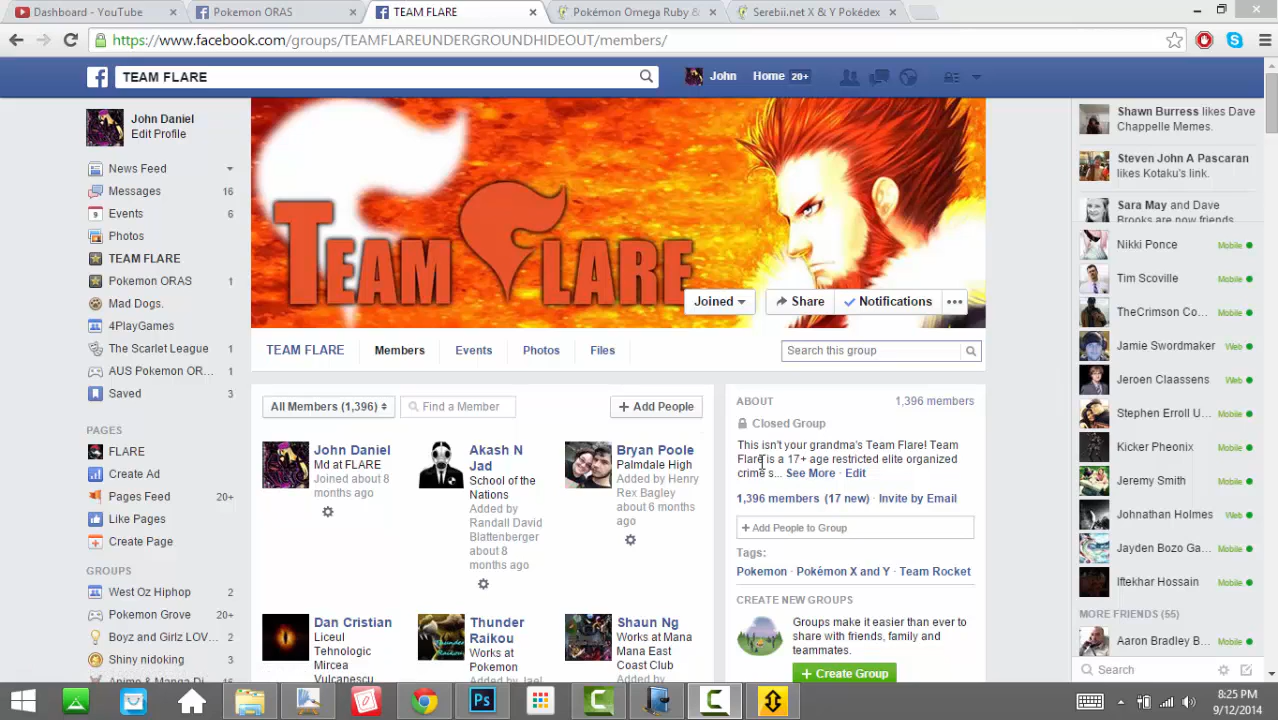 Dashboard - YouTube
Pokemon ORAS
TEAM FLARE
Pokémon Omega Ruby &
Serebii.net X & Y Pokédex
https://www.facebook.com/groups/TEAMFLAREUNDERGROUNDHIDEOUT/members/
TEAM FLARE
John
Home 20+
John Daniel
Edit Profile
News Feed
Messages 16
Events 6
Photos
TEAM FLARE
Pokemon ORAS 1
Mad Dogs.
4PlayGames
The Scarlet League 1
AUS Pokemon OR... 1
Saved 3
PAGES
FLARE
Create Ad
Pages Feed 20+
Like Pages
Create Page
GROUPS
West Oz Hiphop 2
Pokemon Grove 20+
Boyz and Girlz LOV... 2
Shiny nidoking 3
TEAM FLARE
Joined
Share
Notifications
TEAM FLARE
Members
Events
Photos
Files
Search this group
All Members (1,396)
Find a Member
+ Add People
John Daniel
Md at FLARE
Joined about 8
months ago
Akash N
Jad
School of the
Nations
Added by
Randall David
Blattenberger
about 8
months ago
Bryan Poole
Palmdale High
Added by Henry
Rex Bagley
about 6 months
ago
Dan Cristian
Liceul
Tehnologic
Mircea
Vulcanescu
Thunder
Raikou
Works at
Pokemon
Shaun Ng
Works at Mana
Mana East
Coast Club
ABOUT
1,396 members
Closed Group
This isn't your grandma's Team Flare! Team
Flare is a 17+ age restricted elite organized
crime s... See More · Edit
1,396 members (17 new) · Invite by Email
+ Add People to Group
Tags:
Pokemon · Pokémon X and Y · Team Rocket
CREATE NEW GROUPS
Groups make it easier than ever to
share with friends, family and
teammates.
+ Create Group
Shawn Burress likes Dave
Chappelle Memes.
Steven John A Pascaran
likes Kotaku's link.
Sara May and Dave
Brooks are now friends
Nikki Ponce Mobile
Tim Scoville Mobile
TheCrimson Co... Mobile
Jamie Swordmaker Web
Jeroen Claassens Web
Stephen Erroll U... Mobile
Kicker Pheonix Mobile
Jeremy Smith Mobile
Johnathan Holmes Web
Jayden Bozo Ga... Mobile
Iftekhar Hossain Mobile
MORE FRIENDS (55)
Aaron Bradley B... Mobile
Search
Ps
8:25 PM
9/12/2014